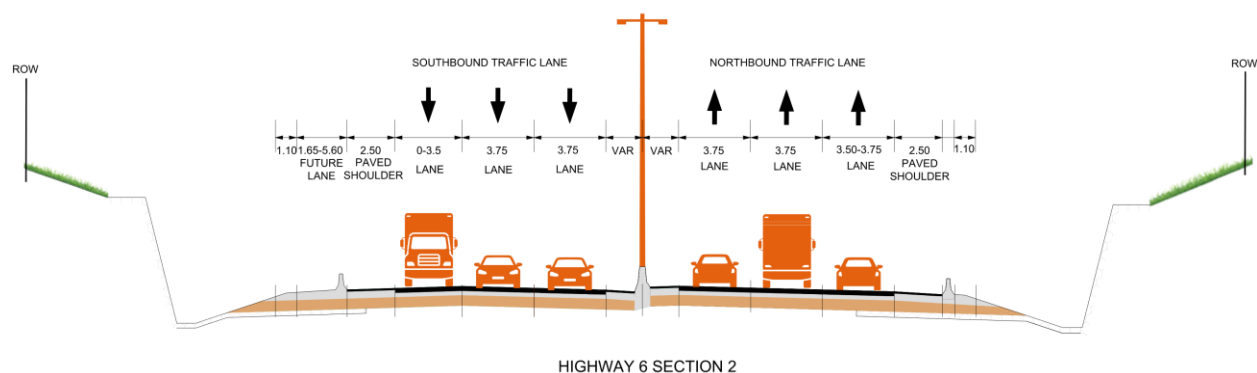 SOUTHBOUND TRAFFIC LANE
NORTHBOUND TRAFFIC LANE
ROW
ROW
1.10
1.65-5.60
FUTURE
LANE
2.50
PAVED
SHOULDER
0-3.5
LANE
3.75
LANE
3.75
LANE
VAR
VAR
3.75
LANE
3.75
LANE
3.50-3.75
LANE
2.50
PAVED
SHOULDER
1.10
HIGHWAY 6 SECTION 2